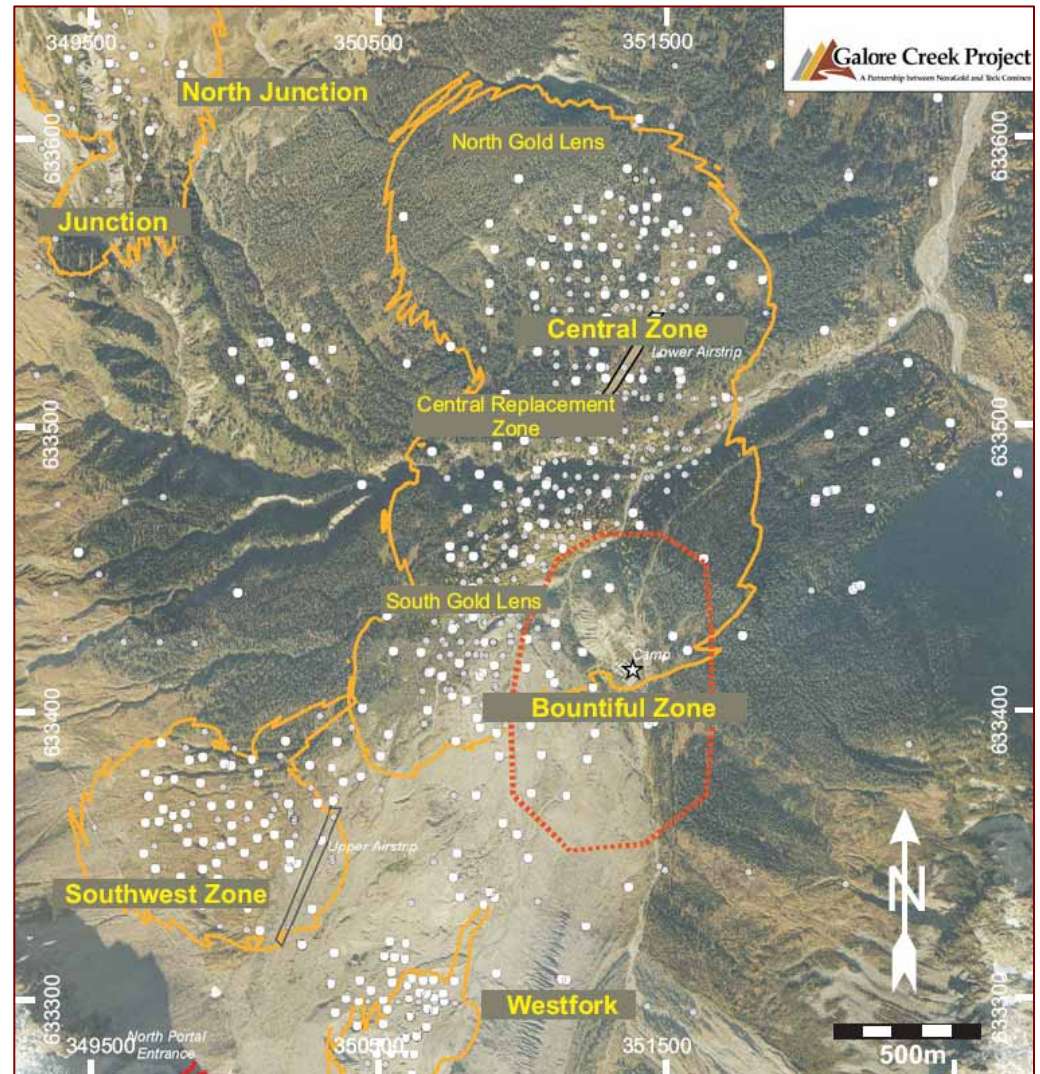 349500
350500
351500
Galore Creek Project
A Partnership between NovaGold and Teck Cominco
North Junction
North Gold Lens
633600
633600
Junction
Central Zone
Lower Airstrip
Central Replacement
Zone
633500
633500
South Gold Lens
Camp
Bountiful Zone
633400
633400
Upper Airstrip
Southwest Zone
N
Westfork
633300
633300
North Portal
Entrance
349500
350500
351500
500m